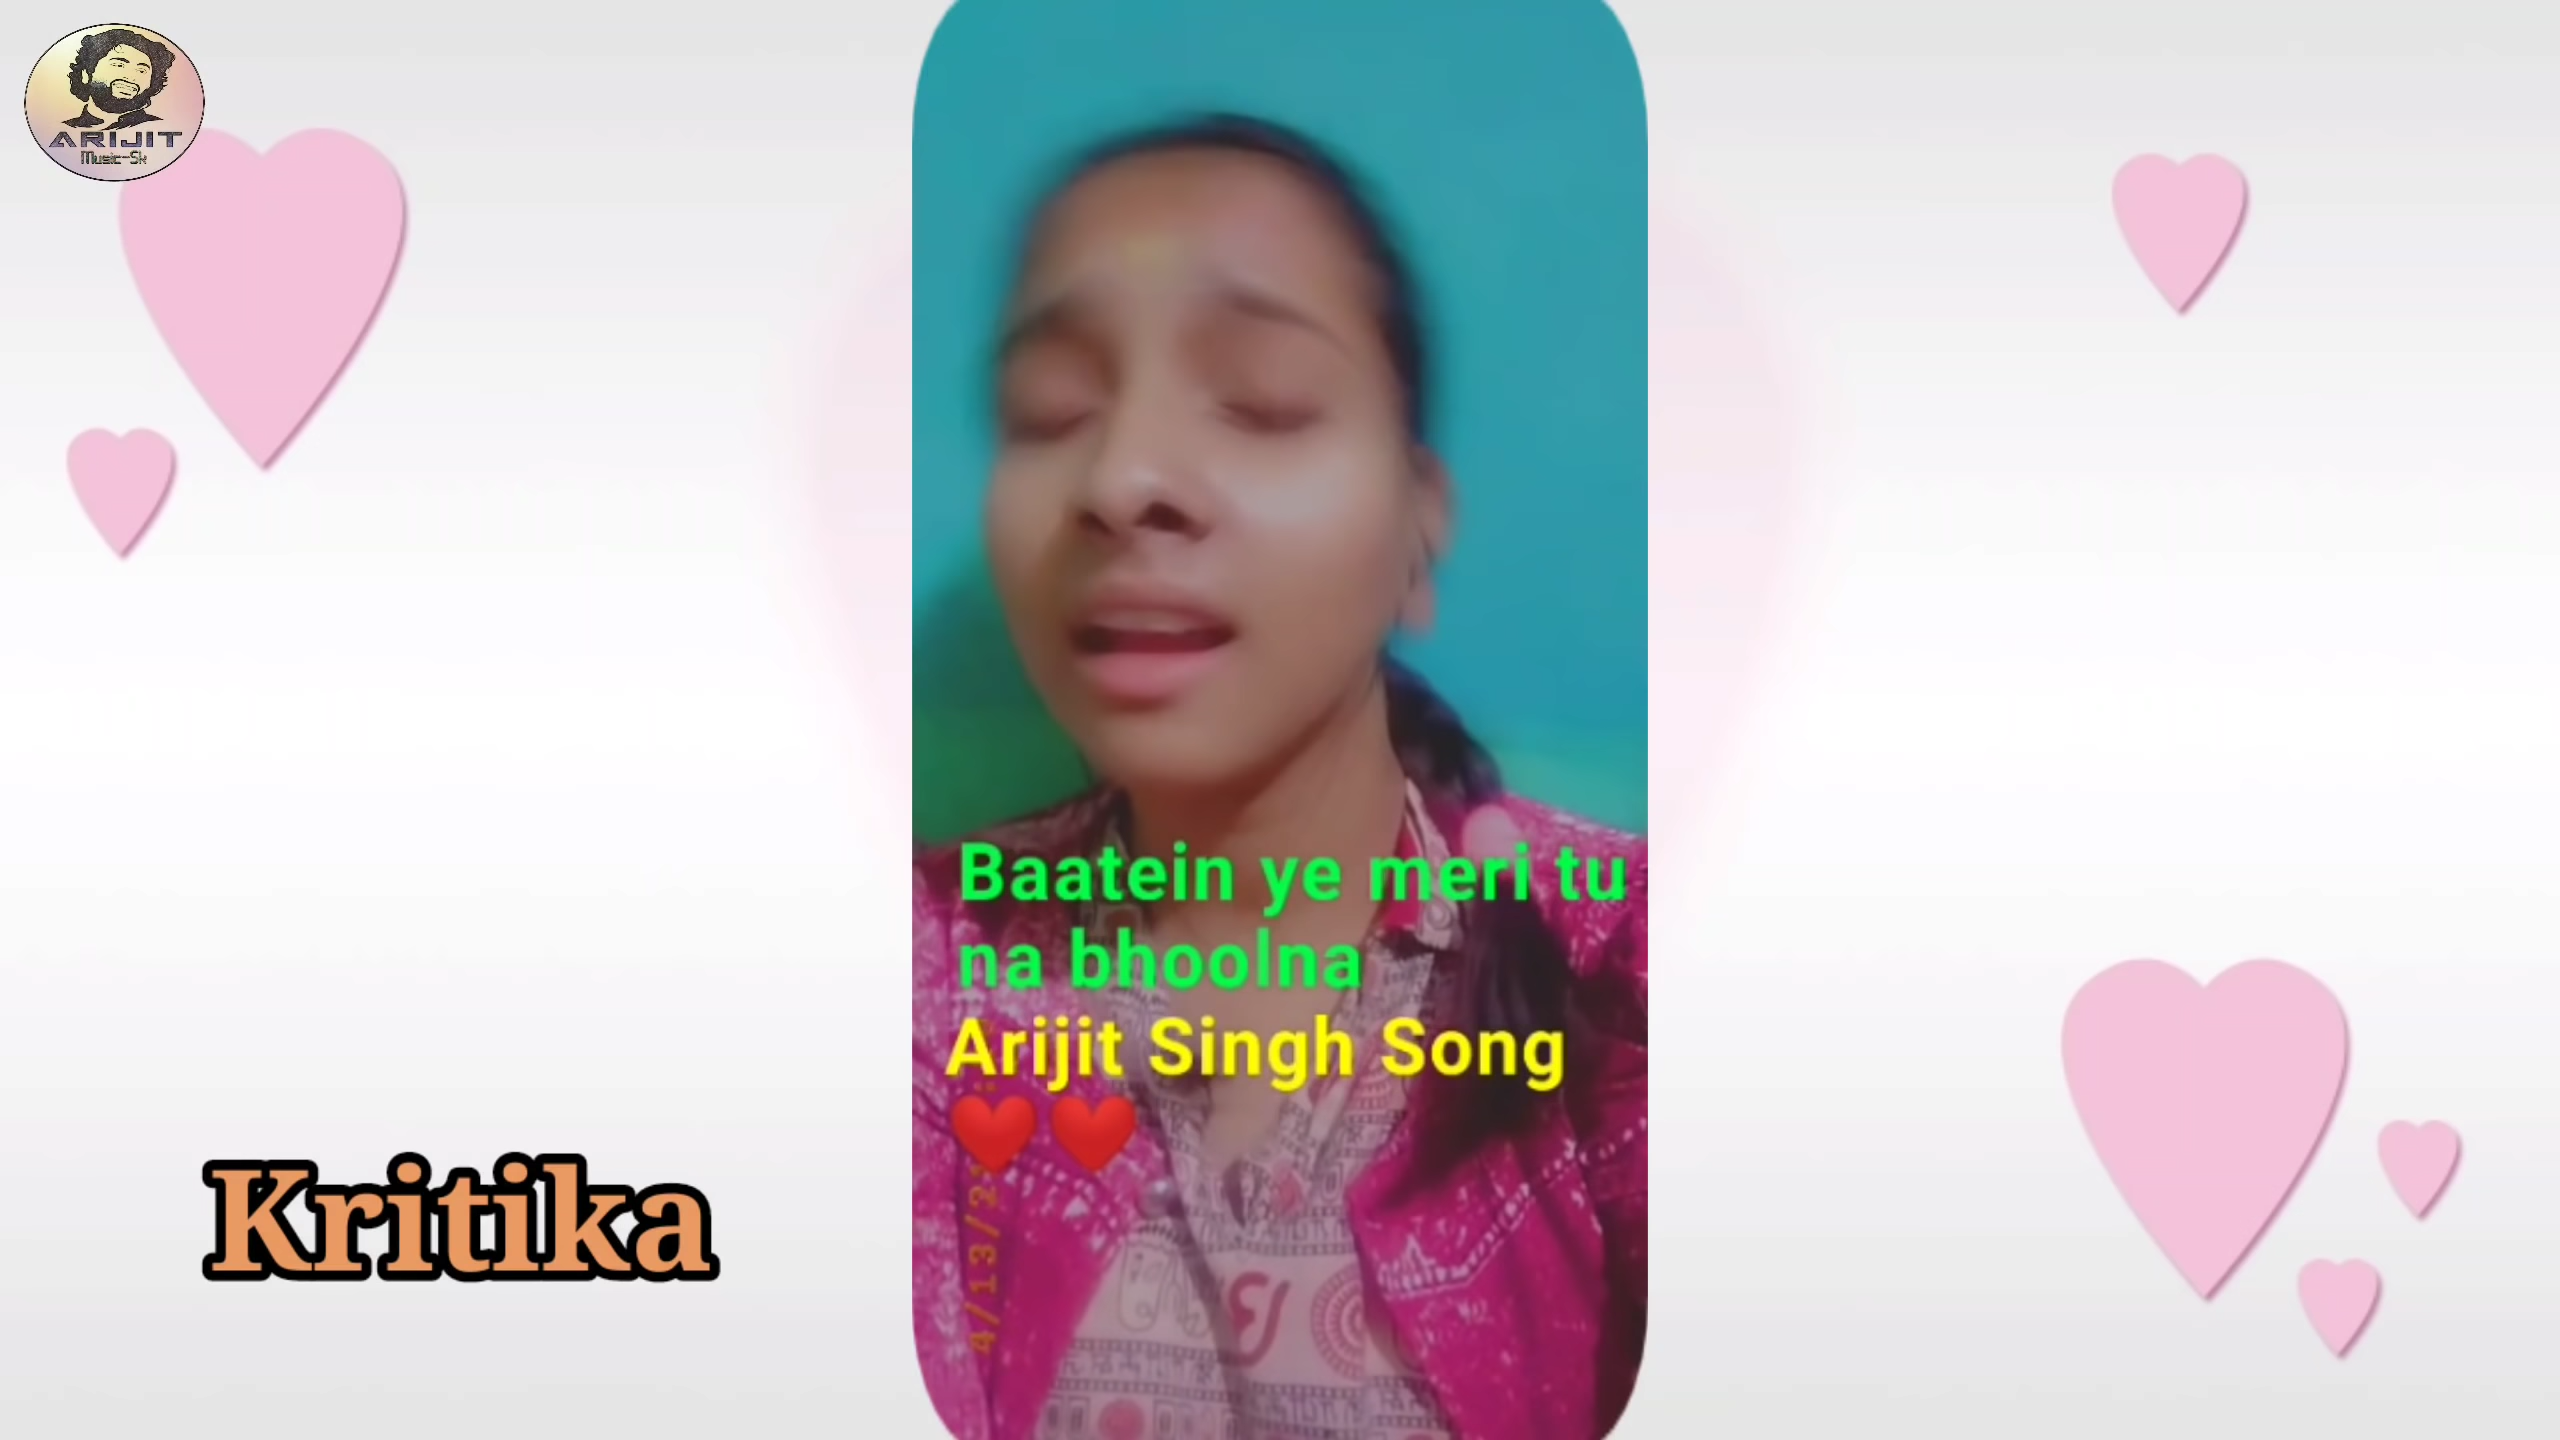 ARIJIT
Music-Sk
Baatein ye meri tu
na bhoolna
Arijit Singh Song
❤️❤️
Kritika